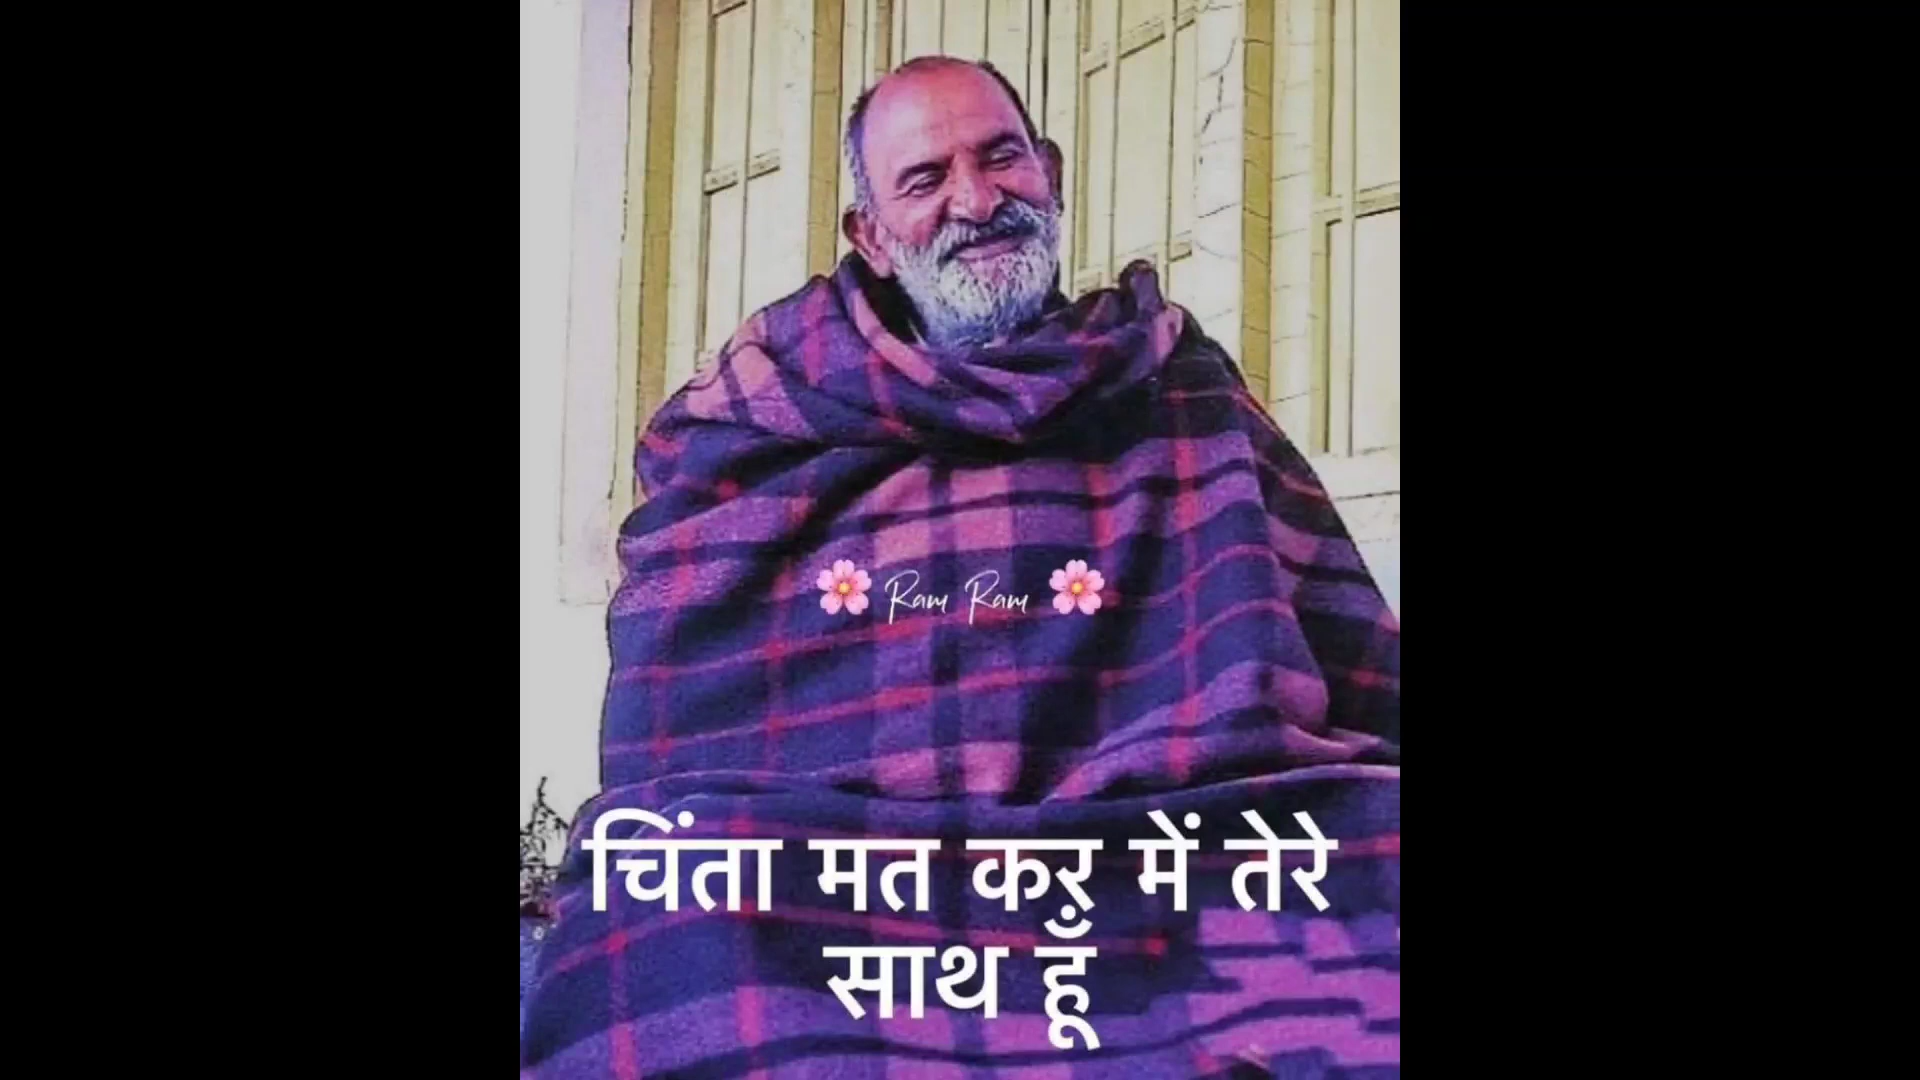 🌸 Ram Ram 🌸
चिंता मत कर में तेरे
साथ हूँ